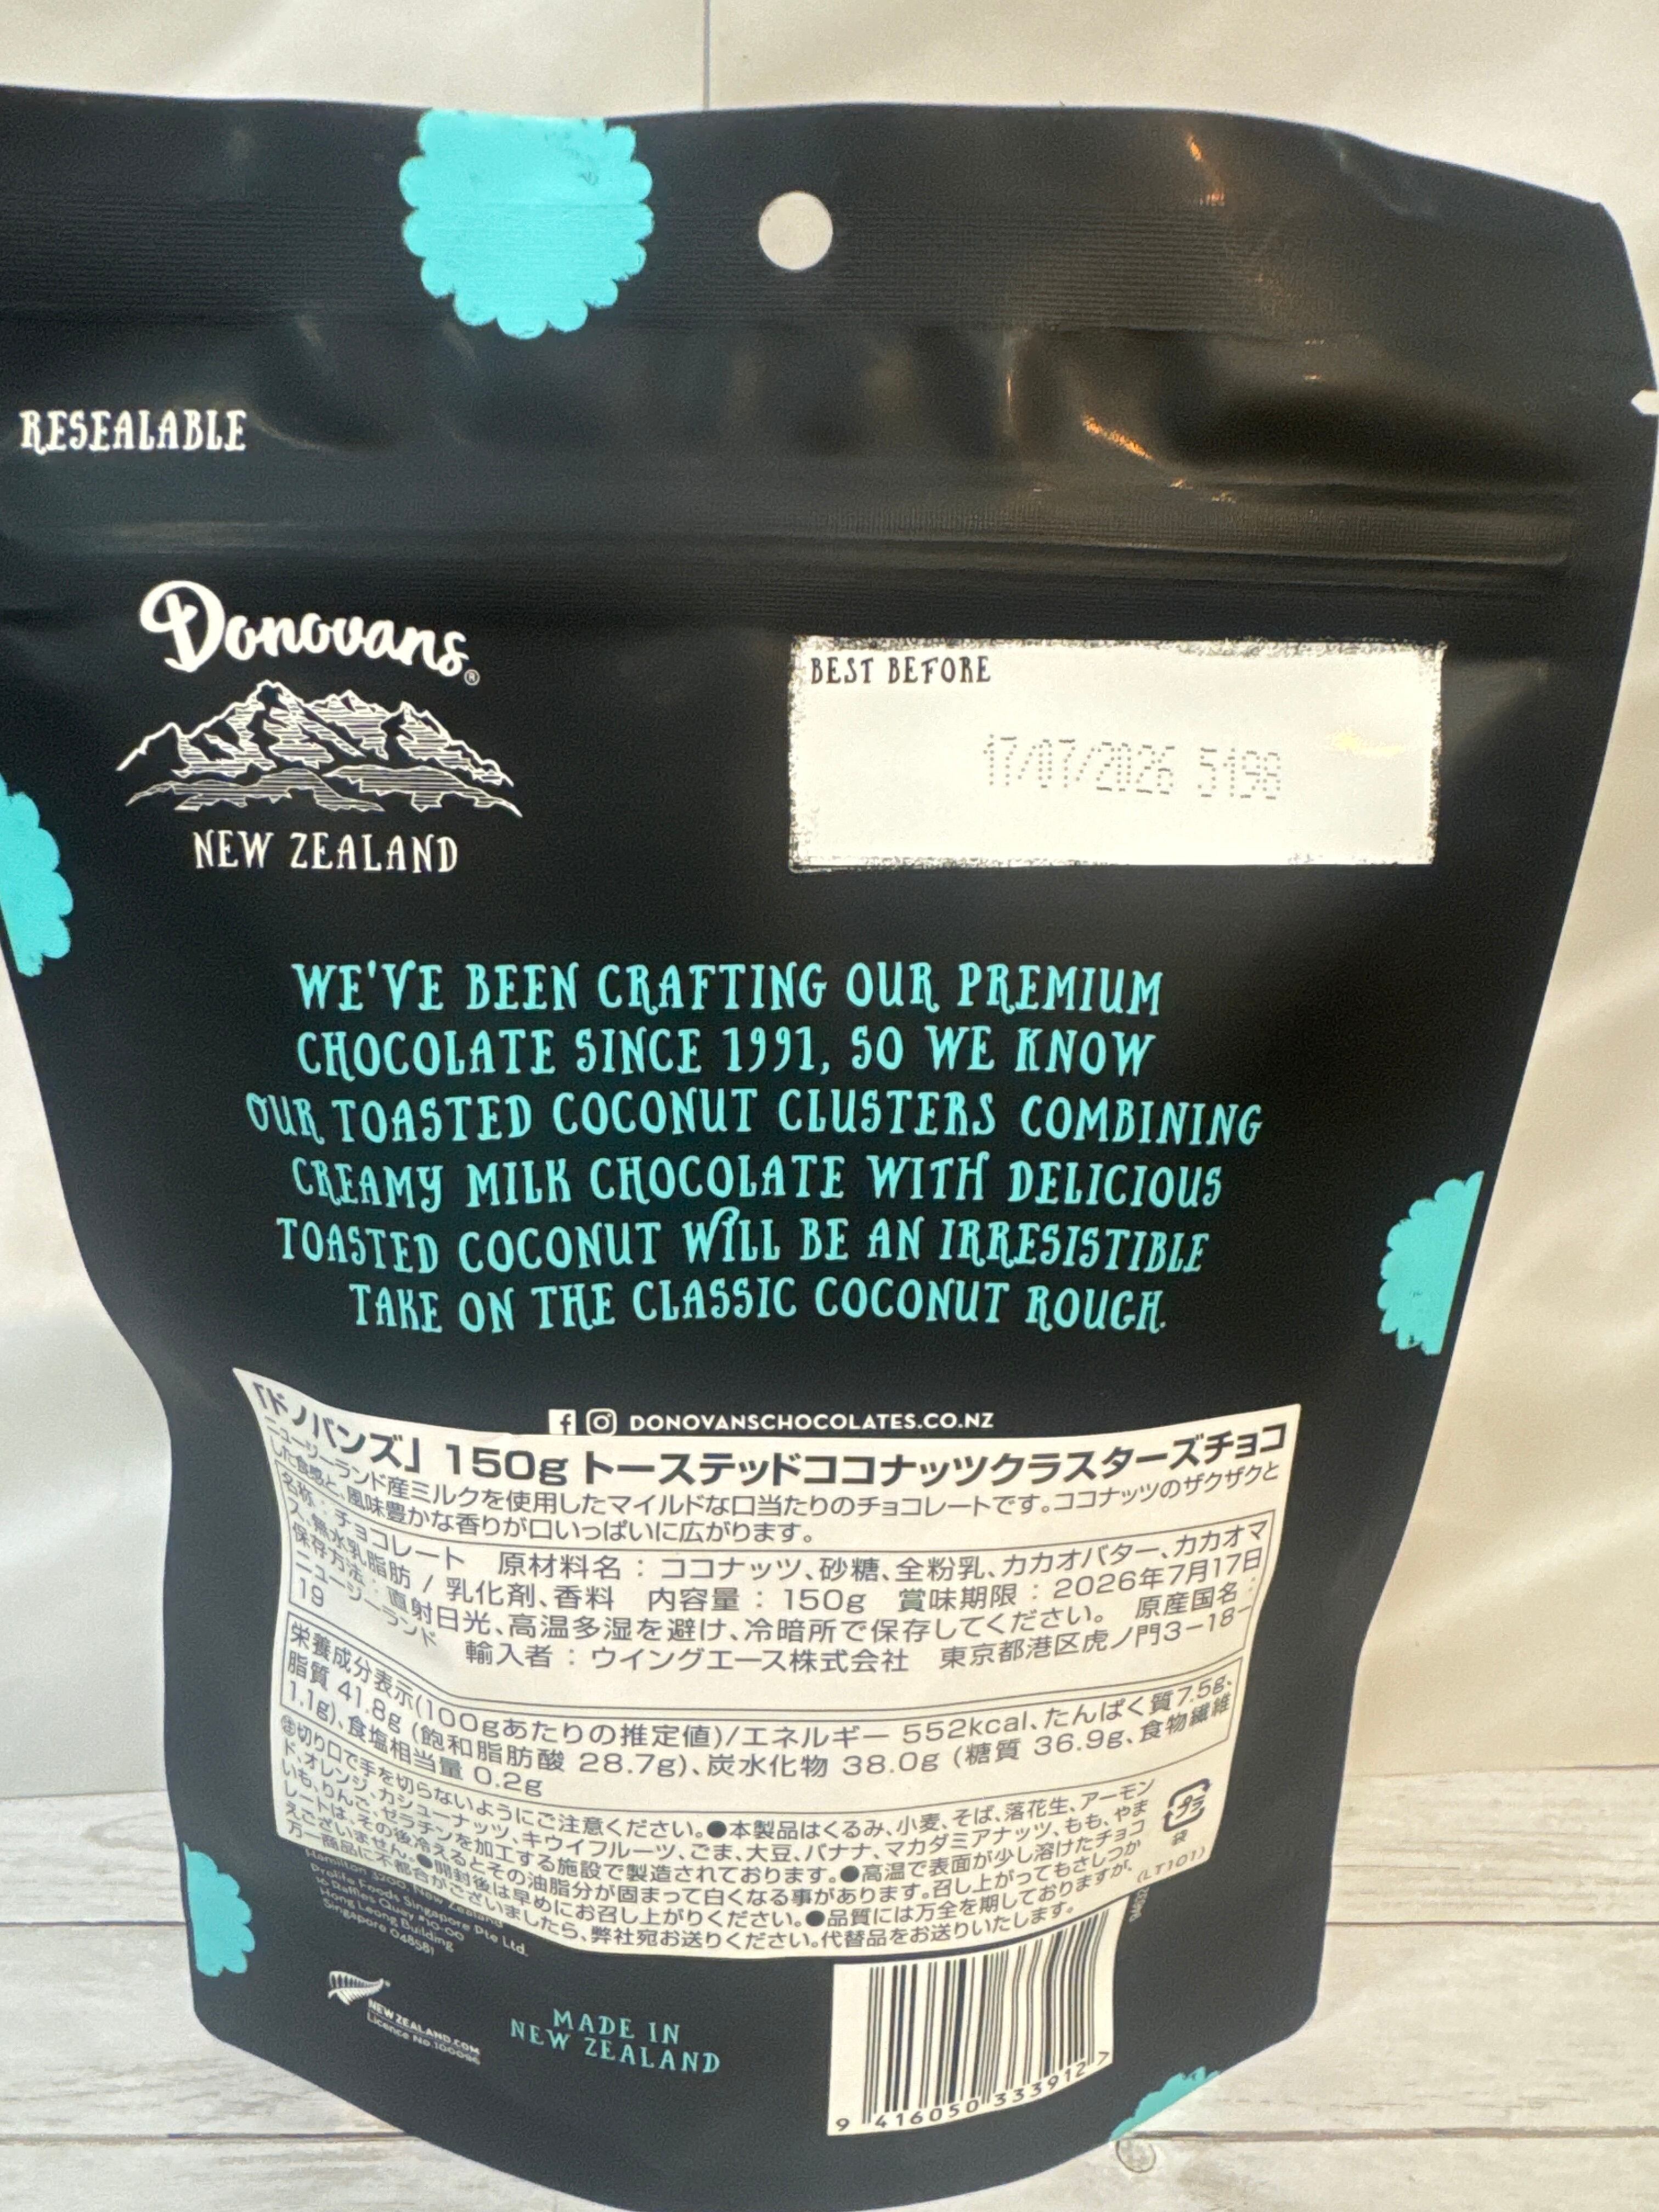 RESEALABLE
Donovans®
NEW ZEALAND
BEST BEFORE
17/07/2026 5198
WE'VE BEEN CRAFTING OUR PREMIUM
CHOCOLATE SINCE 1991, SO WE KNOW
OUR TOASTED COCONUT CLUSTERS COMBINING
CREAMY MILK CHOCOLATE WITH DELICIOUS
TOASTED COCONUT WILL BE AN IRRESISTIBLE
TAKE ON THE CLASSIC COCONUT ROUGH.
DONOVANSCHOCOLATES.CO.NZ
「ドノバンズ」150g トーステッドココナッツクラスターズチョコ
ニュージーランド産ミルクを使用したマイルドな口当たりのチョコレートです。ココナッツのザクザクと
した食感と、風味豊かな香りが口いっぱいに広がります。
名称：チョコレート 原材料名：ココナッツ、砂糖、全粉乳、カカオバター、カカオマ
ス、無水乳脂肪 / 乳化剤、香料 内容量：150g 賞味期限：2026年7月17日
保存方法：直射日光、高温多湿を避け、冷暗所で保存してください。 原産国名：
ニュージーランド 輸入者：ウイングエース株式会社 東京都港区虎ノ門3-18-
19
栄養成分表示(100gあたりの推定値)/エネルギー 552kcal、たんぱく質7.5g、
脂質 41.8g (飽和脂肪酸 28.7g)、炭水化物 38.0g (糖質 36.9g、食物繊維
1.1g)、食塩相当量 0.2g
㊟切り口で手を切らないようにご注意ください。●本製品はくるみ、小麦、そば、落花生、アーモン
ド、オレンジ、カシューナッツ、キウイフルーツ、ごま、大豆、バナナ、マカダミアナッツ、もも、やま
いも、りんご、ゼラチンを加工する施設で製造されております。●高温で表面が少し溶けたチョコ
レートは、その後冷えるとその油脂分が固まって白くなる事があります。召し上がってもさしつか
えございません。●開封後は早めにお召し上がりください。●品質には万全を期しておりますが、
万一商品に不都合がございましたら、弊社宛お送りください。代替品をお送りいたします。
(LT101)
プラ
袋
Hamilton 3200, New Zealand
Prolife Foods Singapore Pte Ltd.
16 Raffles Quay #10-00
Hong Leong Building
Singapore 048581
NEWZEALAND.COM
Licence No.100096
MADE IN
NEW ZEALAND
9 416050 333912 7